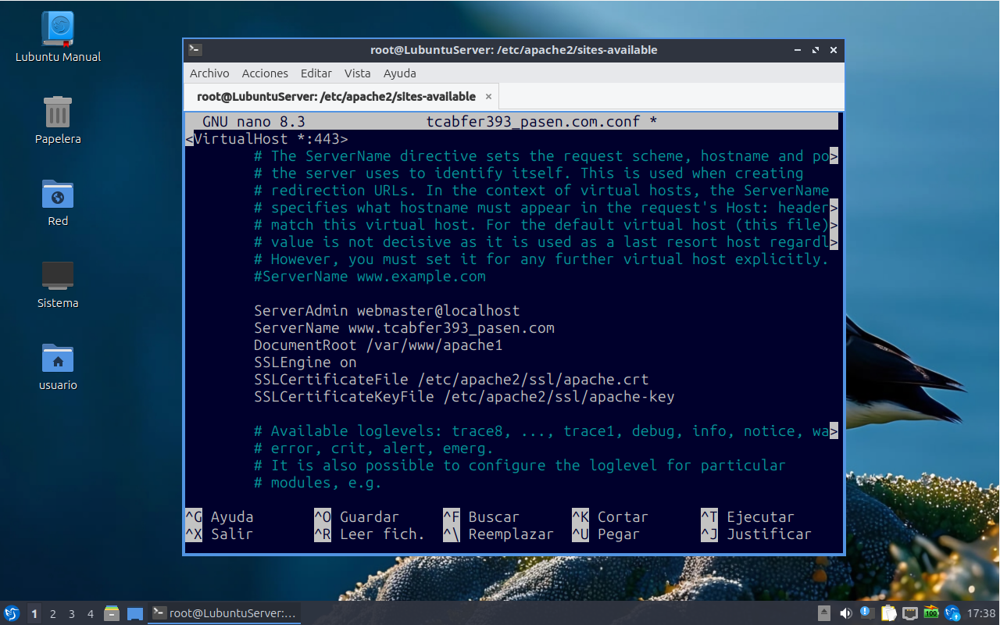 Lubuntu Manual
Papelera
Red
Sistema
usuario
root@LubuntuServer: /etc/apache2/sites-available
Archivo Acciones Editar Vista Ayuda
root@LubuntuServer: /etc/apache2/sites-available ×
GNU nano 8.3 tcabfer393_pasen.com.conf *
<VirtualHost *:443>
# The ServerName directive sets the request scheme, hostname and po>
# the server uses to identify itself. This is used when creating
# redirection URLs. In the context of virtual hosts, the ServerName
# specifies what hostname must appear in the request's Host: header>
# match this virtual host. For the default virtual host (this file)>
# value is not decisive as it is used as a last resort host regardl>
# However, you must set it for any further virtual host explicitly.
#ServerName www.example.com
ServerAdmin webmaster@localhost
ServerName www.tcabfer393_pasen.com
DocumentRoot /var/www/apache1
SSLEngine on
SSLCertificateFile /etc/apache2/ssl/apache.crt
SSLCertificateKeyFile /etc/apache2/ssl/apache-key
# Available loglevels: trace8, ..., trace1, debug, info, notice, wa>
# error, crit, alert, emerg.
# It is also possible to configure the loglevel for particular
# modules, e.g.
^G Ayuda ^O Guardar ^F Buscar ^K Cortar ^T Ejecutar
^X Salir ^R Leer fich. ^\ Reemplazar ^U Pegar ^J Justificar
1 2 3 4 root@LubuntuServer:... 100 17:38